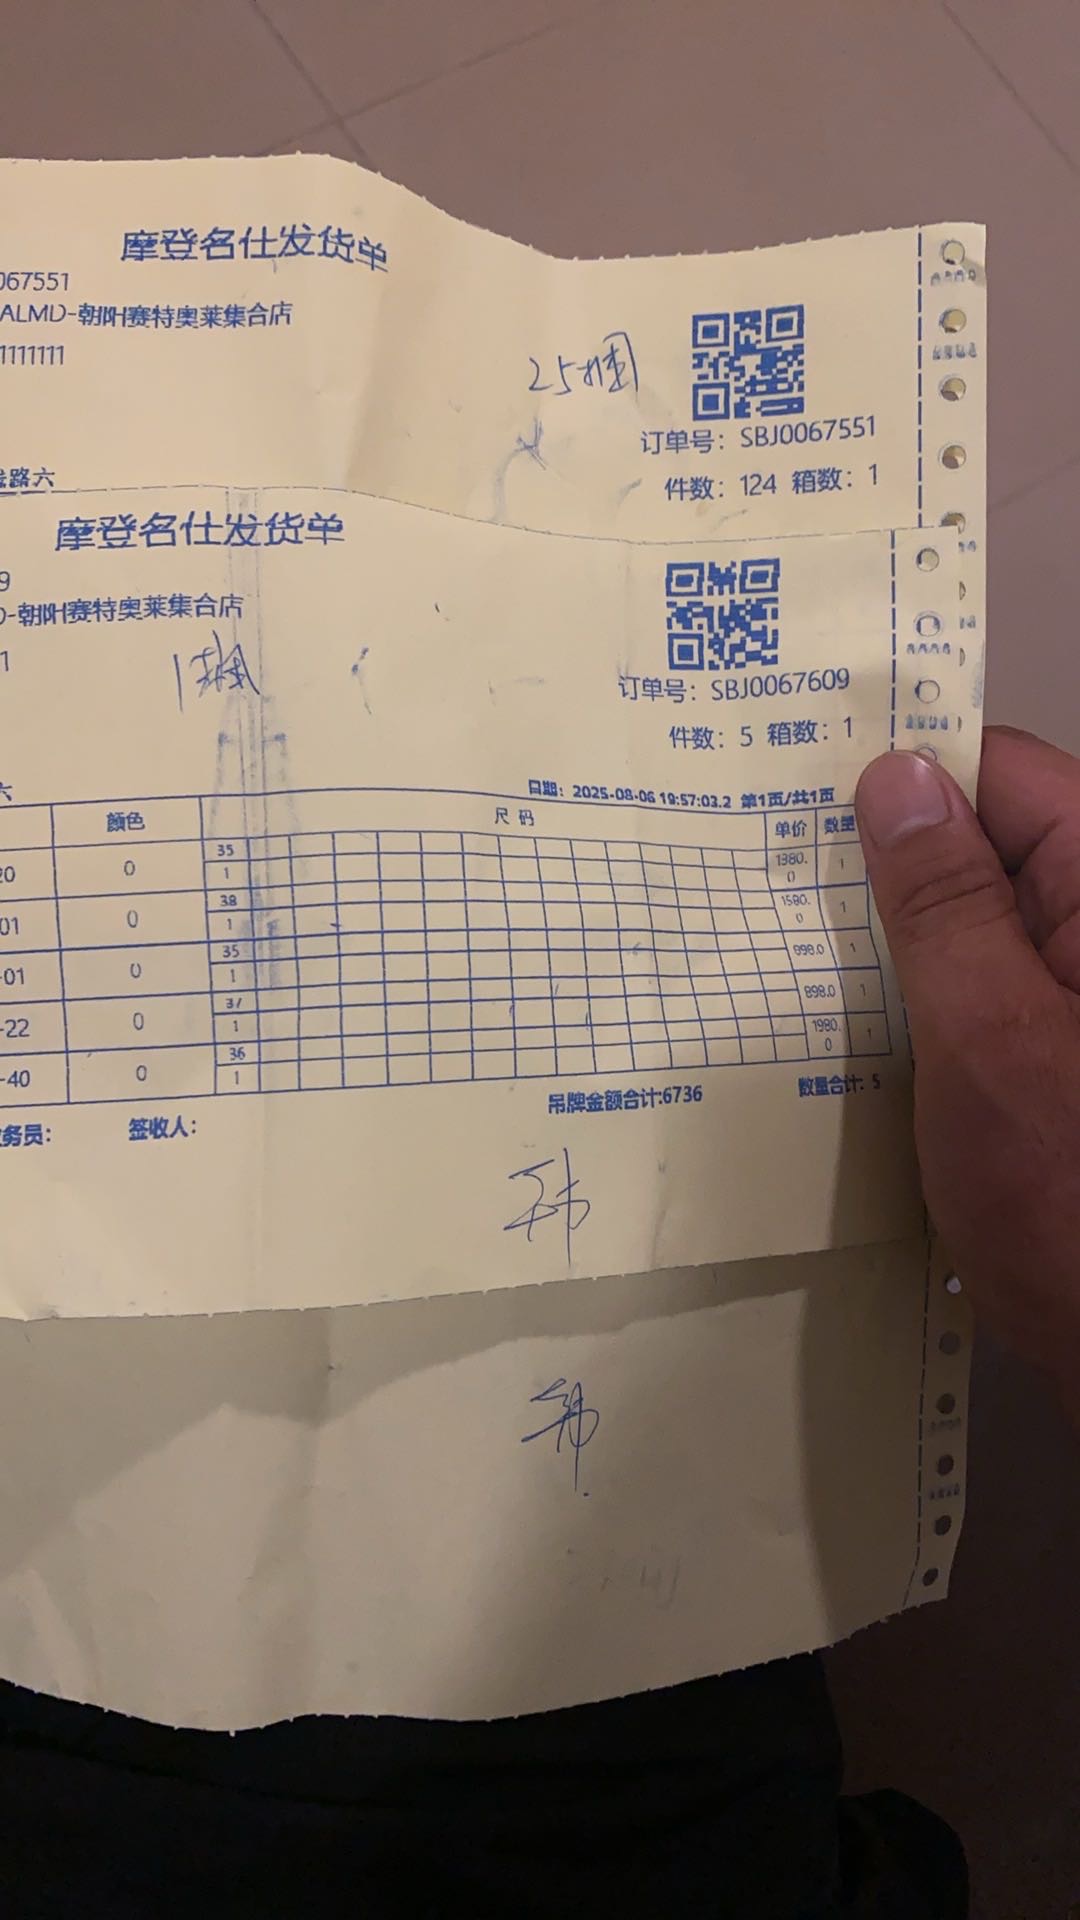 摩登名仕发货单
067551
ALMD-朝阳赛特奥莱集合店
1111111
25捆
订单号：SBJ0067551
件数：124 箱数：1
路六
摩登名仕发货单
9
-朝阳赛特奥莱集合店
1
1捆
订单号：SBJ0067609
件数：5 箱数：1
六
日期：2025-08-06 19:57:03.2 第1页/共1页
颜色 尺码 单价 数量
20 0 35 1 1380.0 1
01 0 38 1 1580.0 1
-01 0 35 1 898.0 1
-22 0 37 1 898.0 1
-40 0 36 1 1980.0 1
吊牌金额合计:6736 数量合计: 5
务员： 签收人：